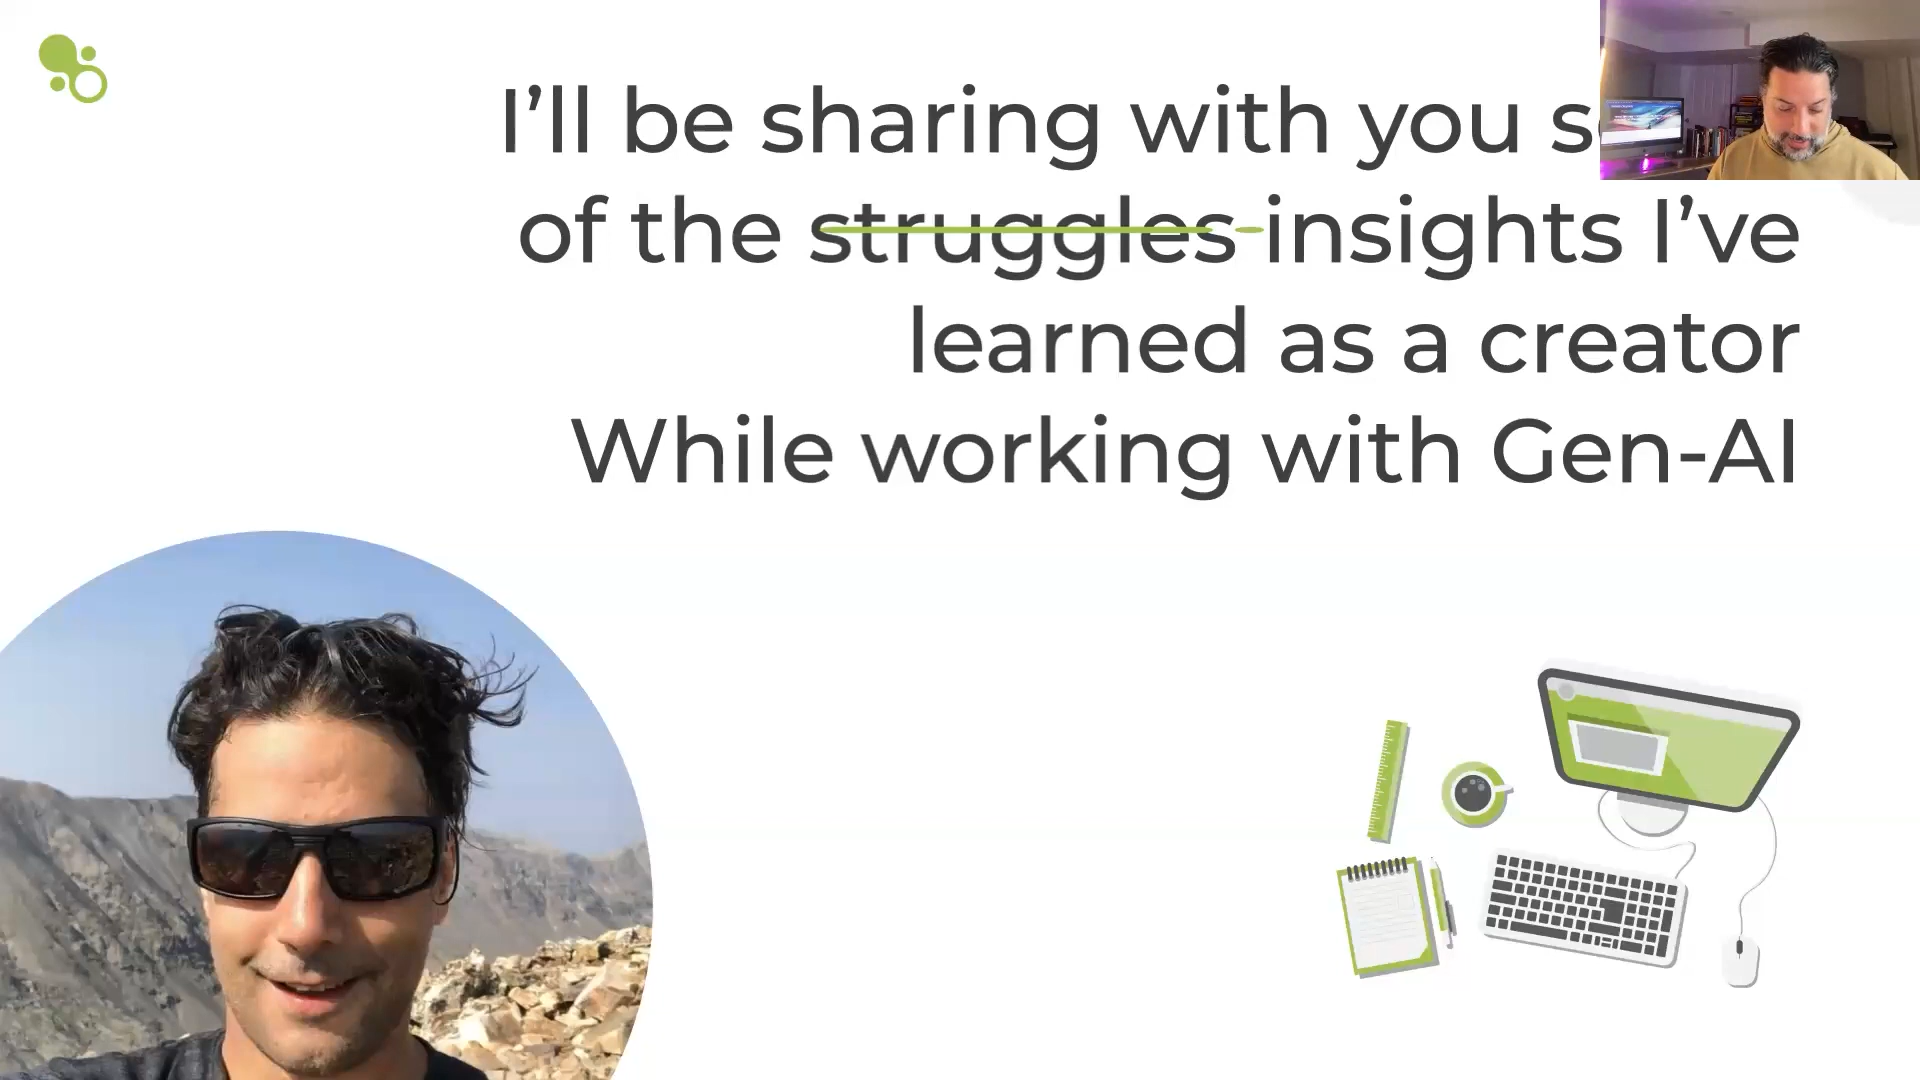 I’ll be sharing with you
of the struggles insights I’ve
learned as a creator
While working with Gen-AI